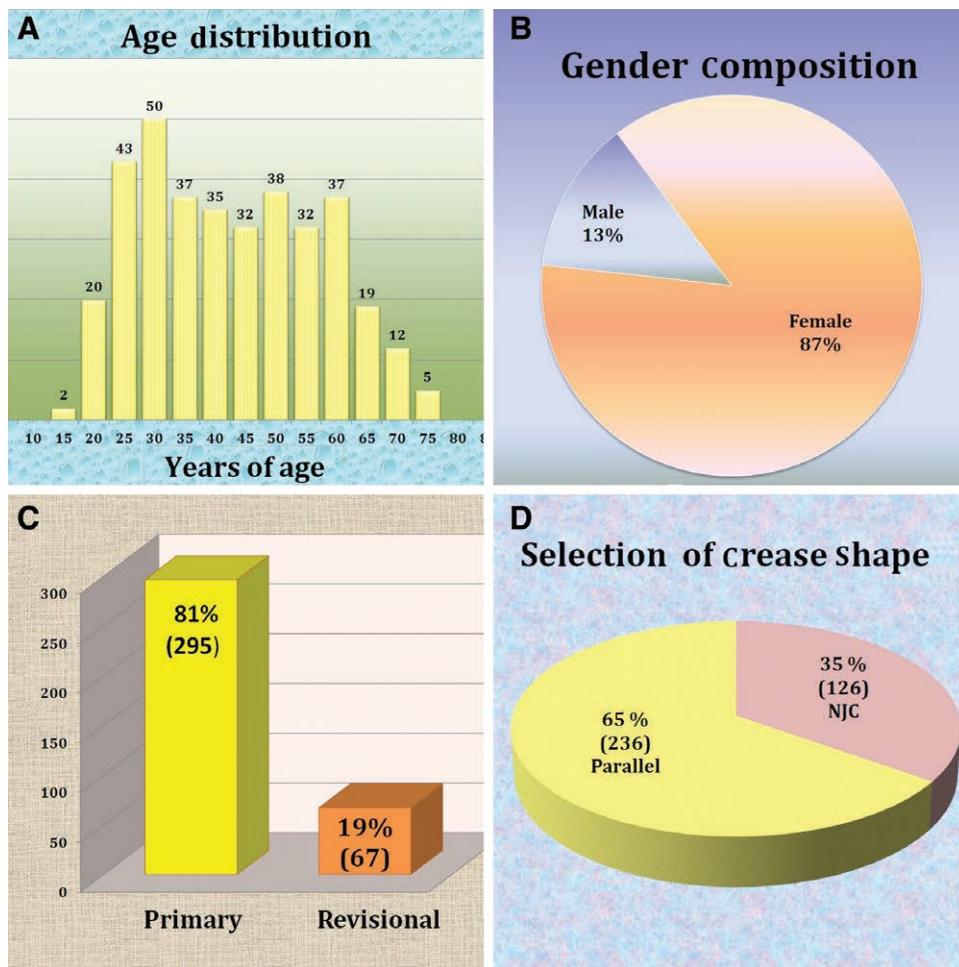 A
Age distribution
50
43
38
37
37
35
32
32
20
19
12
5
2
10 15 20 25 30 35 40 45 50 55 60 65 70 75 80
Years of age
B
Gender Composition
Male
13%
Female
87%
C
300
250
200
150
100
50
0
81%
(295)
19%
(67)
Primary Revisional
D
Selection of Crease Shape
35 %
(126)
NJC
65 %
(236)
Parallel